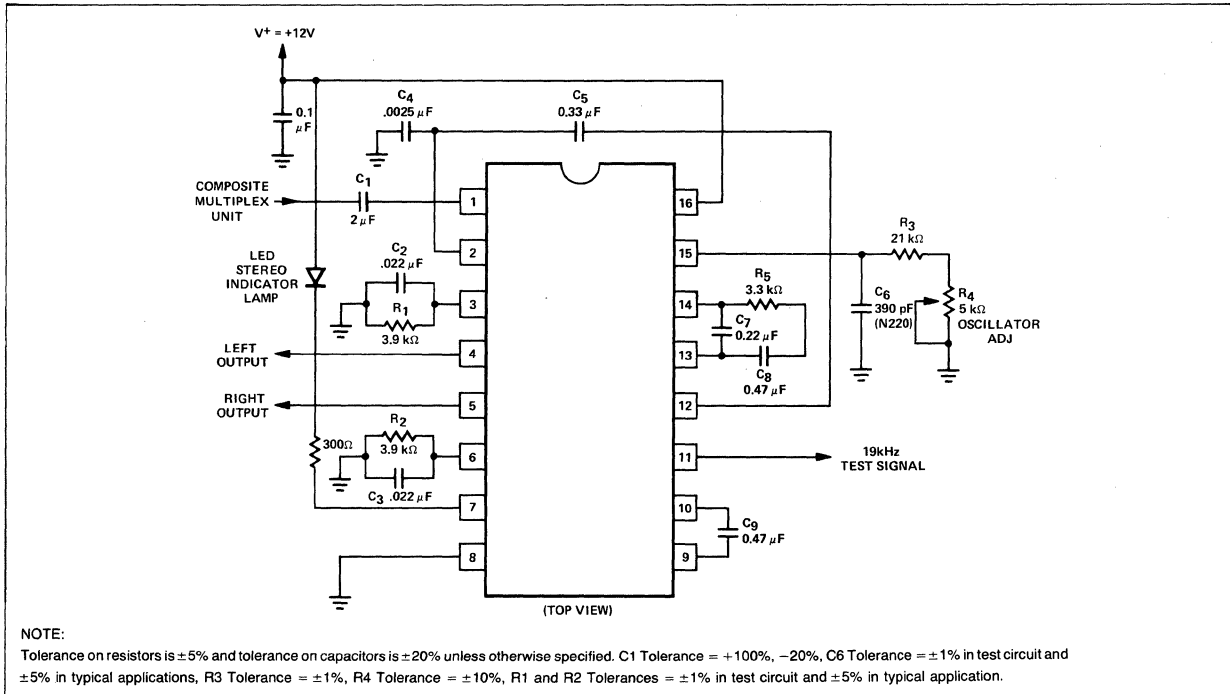 V+ = +12V
0.1
μF
C4
.0025 μF
C5
0.33 μF
COMPOSITE
MULTIPLEX
UNIT
C1
2 μF
1
16
R3
21 kΩ
2
15
LED
STEREO
INDICATOR
LAMP
C2
.022 μF
R1
3.9 kΩ
3
14
R5
3.3 kΩ
C7
0.22 μF
C6
390 pF
(N220)
R4
5 kΩ
OSCILLATOR
ADJ
LEFT
OUTPUT
4
13
C8
0.47 μF
RIGHT
OUTPUT
5
12
300Ω
R2
3.9 kΩ
C3 .022 μF
6
11
19kHz
TEST SIGNAL
7
10
C9
0.47 μF
8
9
(TOP VIEW)
NOTE:
Tolerance on resistors is ±5% and tolerance on capacitors is ±20% unless otherwise specified. C1 Tolerance = +100%, −20%, C6 Tolerance = ±1% in test circuit and
±5% in typical applications, R3 Tolerance = ±1%, R4 Tolerance = ±10%, R1 and R2 Tolerances = ±1% in test circuit and ±5% in typical application.